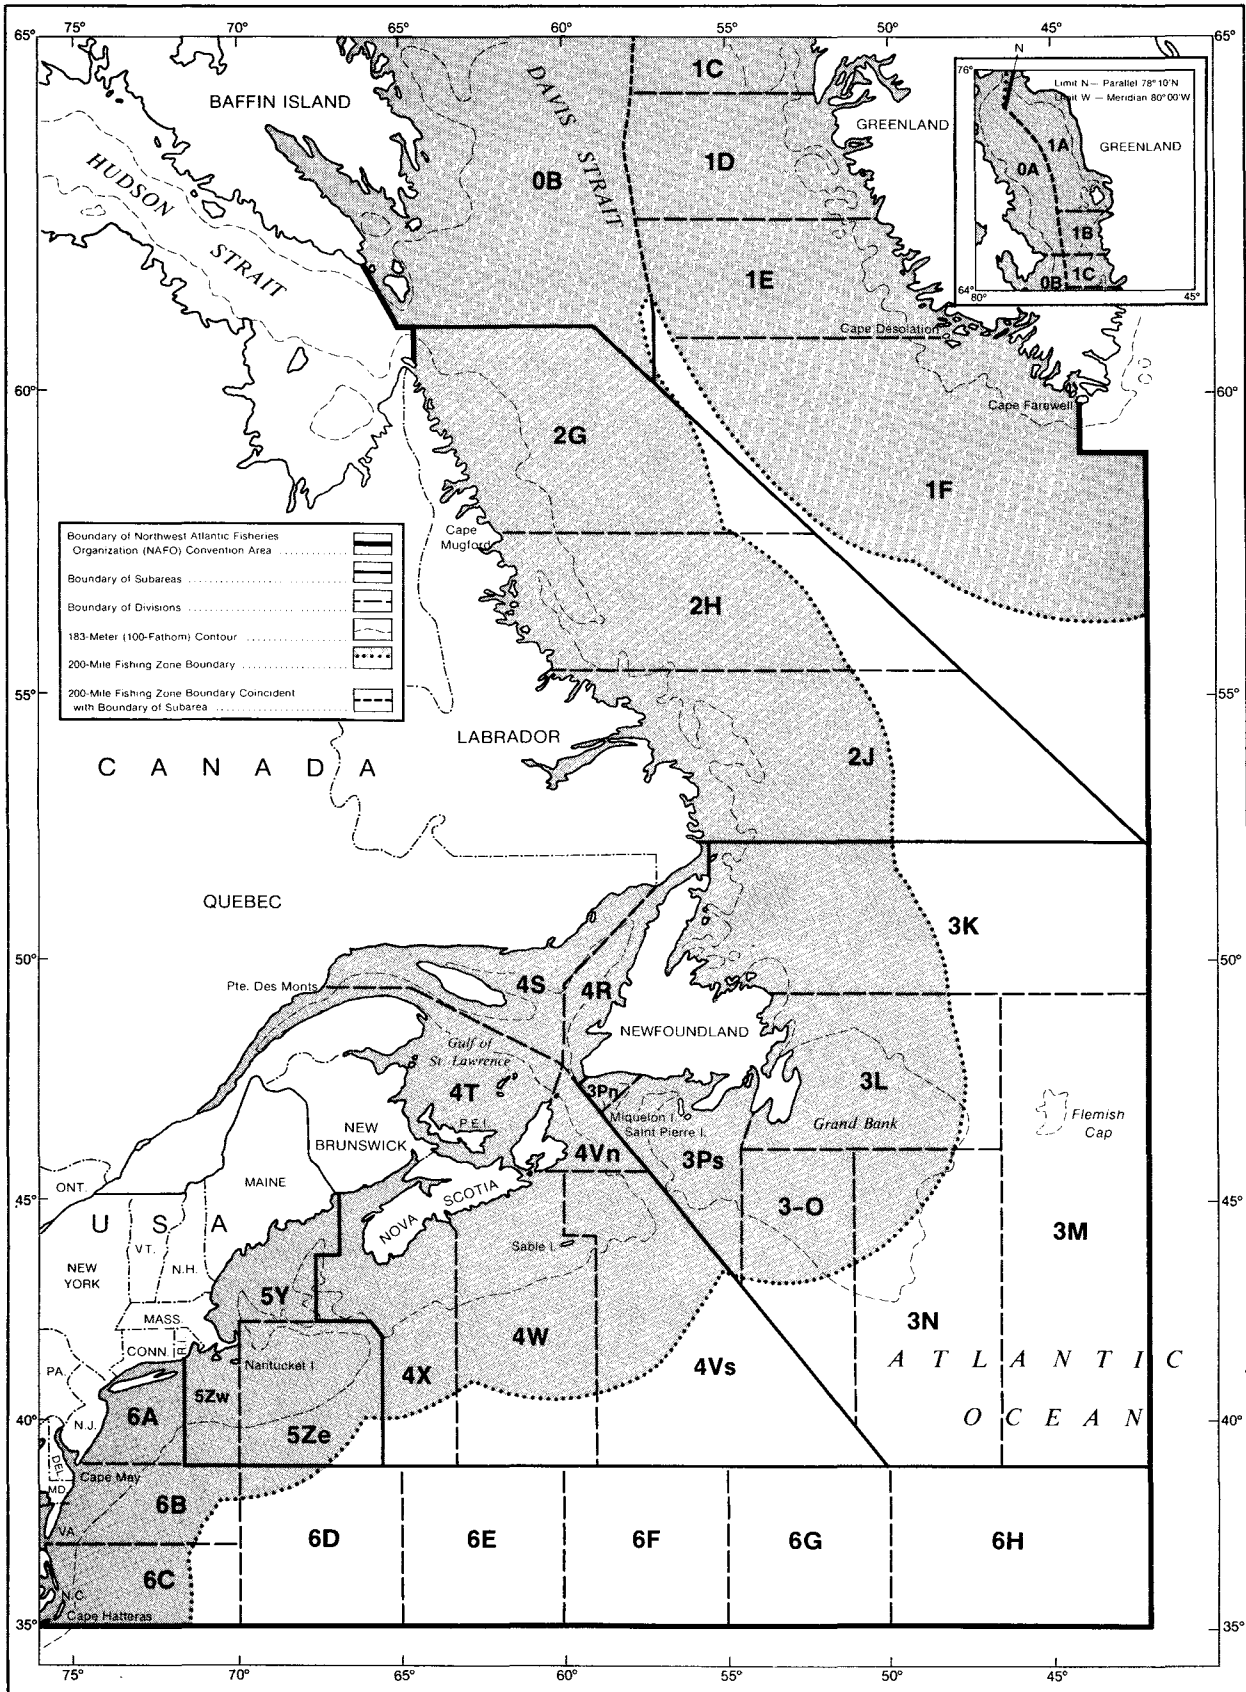 75°
70°
65°
60°
55°
50°
45°
65°
65°
BAFFIN ISLAND
DAVIS
STRAIT
1C
GREENLAND
N
76°
Limit N — Parallel 78° 10'N
Limit W — Meridian 80° 00'W
1A
GREENLAND
0A
1B
1C
0B
64°
80°
45°
HUDSON
STRAIT
0B
1D
1E
Cape Desolation
60°
60°
Cape Farewell
2G
1F
Boundary of Northwest Atlantic Fisheries
Organization (NAFO) Convention Area
Boundary of Subareas
Boundary of Divisions
183-Meter (100-Fathom) Contour
200-Mile Fishing Zone Boundary
200-Mile Fishing Zone Boundary Coincident
with Boundary of Subarea
Cape
Mugford
2H
55°
55°
LABRADOR
2J
CANADA
QUEBEC
3K
50°
50°
Pte. Des Monts
4S
4R
NEWFOUNDLAND
Gulf of
St. Lawrence
4T
3Pn
3L
Miquelon I.
Saint Pierre I.
Grand Bank
Flemish
Cap
P.E.I.
NEW
BRUNSWICK
4Vn
3Ps
ONT.
MAINE
45°
45°
NOVA
SCOTIA
3-O
3M
U S A
VT.
N.H.
NEW
YORK
Sable I.
5Y
MASS.
CONN.
R.I.
4W
3N
PA.
Nantucket I.
4X
4Vs
ATLANTIC
OCEAN
5Zw
6A
N.J.
40°
40°
5Ze
DEL.
Cape May
MD.
6B
VA.
6D
6E
6F
6G
6H
6C
N.C.
Cape Hatteras
35°
35°
75°
70°
65°
60°
55°
50°
45°